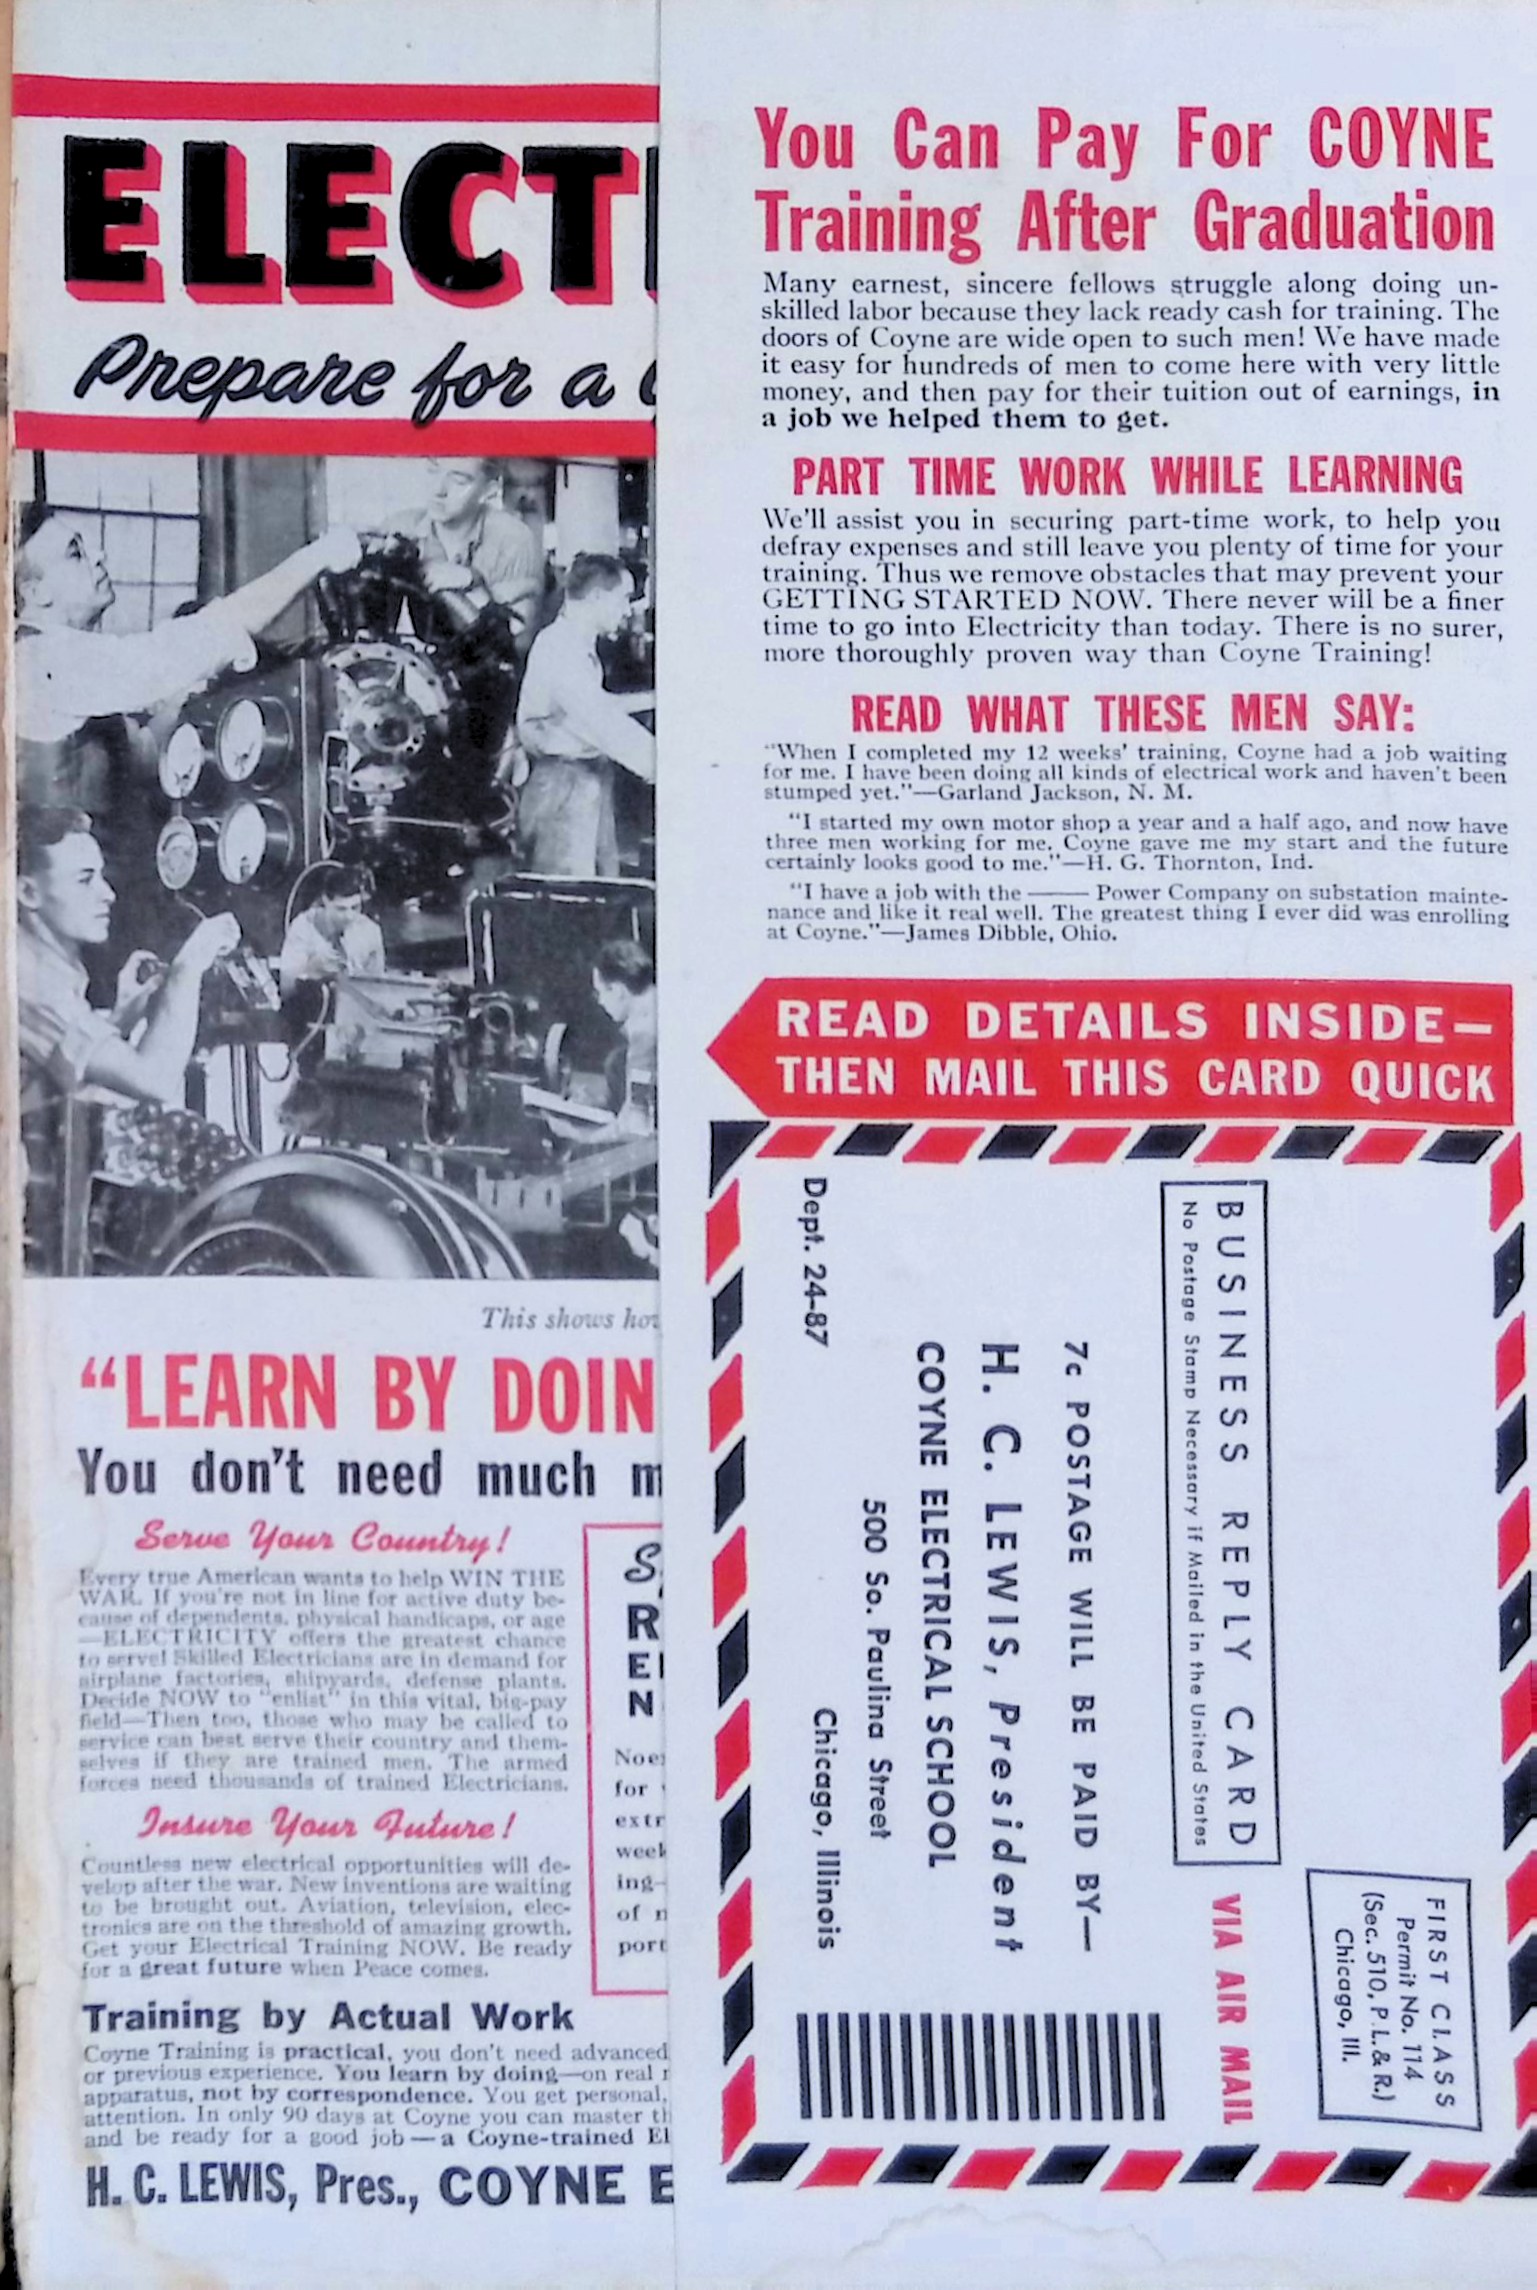 ELECT
Prepare for a
This shows ho
"LEARN BY DOIN
You don't need much m
Serve Your Country!
Every true American wants to help WIN THE
WAR. If you're not in line for active duty be-
cause of dependents, physical handicaps, or age
—ELECTRICITY offers the greatest chance
to serve! Skilled Electricians are in demand for
airplane factories, shipyards, defense plants.
Decide NOW to "enlist" in this vital, big-pay
field—Then too, those who may be called to
service can best serve their country and them-
selves if they are trained men. The armed
forces need thousands of trained Electricians.
Insure Your Future!
Countless new electrical opportunities will de-
velop after the war. New inventions are waiting
to be brought out. Aviation, television, elec-
tronics are on the threshold of amazing growth.
Get your Electrical Training NOW. Be ready
for a great future when Peace comes.
S
R
E
N
Noe
for
extr
week
ing—
of n
port
Training by Actual Work
Coyne Training is practical, you don't need advanced
or previous experience. You learn by doing—on real
apparatus, not by correspondence. You get personal,
attention. In only 90 days at Coyne you can master th
and be ready for a good job—a Coyne-trained El
H. C. LEWIS, Pres., COYNE E
You Can Pay For COYNE
Training After Graduation
Many earnest, sincere fellows struggle along doing un-
skilled labor because they lack ready cash for training. The
doors of Coyne are wide open to such men! We have made
it easy for hundreds of men to come here with very little
money, and then pay for their tuition out of earnings, in
a job we helped them to get.
PART TIME WORK WHILE LEARNING
We'll assist you in securing part-time work, to help you
defray expenses and still leave you plenty of time for your
training. Thus we remove obstacles that may prevent your
GETTING STARTED NOW. There never will be a finer
time to go into Electricity than today. There is no surer,
more thoroughly proven way than Coyne Training!
READ WHAT THESE MEN SAY:
"When I completed my 12 weeks' training, Coyne had a job waiting
for me. I have been doing all kinds of electrical work and haven't been
stumped yet."—Garland Jackson, N. M.
"I started my own motor shop a year and a half ago, and now have
three men working for me. Coyne gave me my start and the future
certainly looks good to me."—H. G. Thornton, Ind.
"I have a job with the ——— Power Company on substation mainte-
nance and like it real well. The greatest thing I ever did was enrolling
at Coyne."—James Dibble, Ohio.
READ DETAILS INSIDE—
THEN MAIL THIS CARD QUICK
FIRST CLASS
Permit No. 114
(Sec. 510, P.L.&R.)
Chicago, Ill.
VIA AIR MAIL
BUSINESS REPLY CARD
No Postage Stamp Necessary if Mailed in the United States
7c POSTAGE WILL BE PAID BY—
H. C. LEWIS, President
COYNE ELECTRICAL SCHOOL
500 So. Paulina Street
Chicago, Illinois
Dept. 24-87